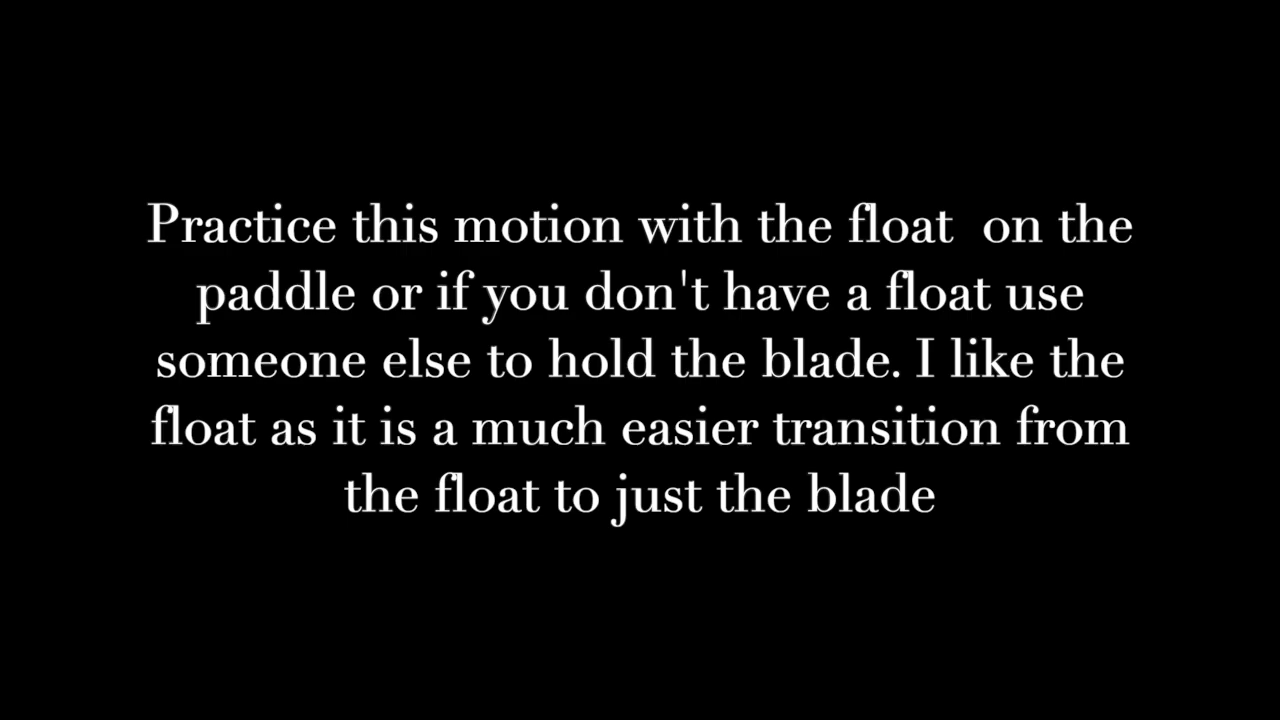 Practice this motion with the float  on the
paddle or if you don't have a float use
someone else to hold the blade. I like the
float as it is a much easier transition from
the float to just the blade